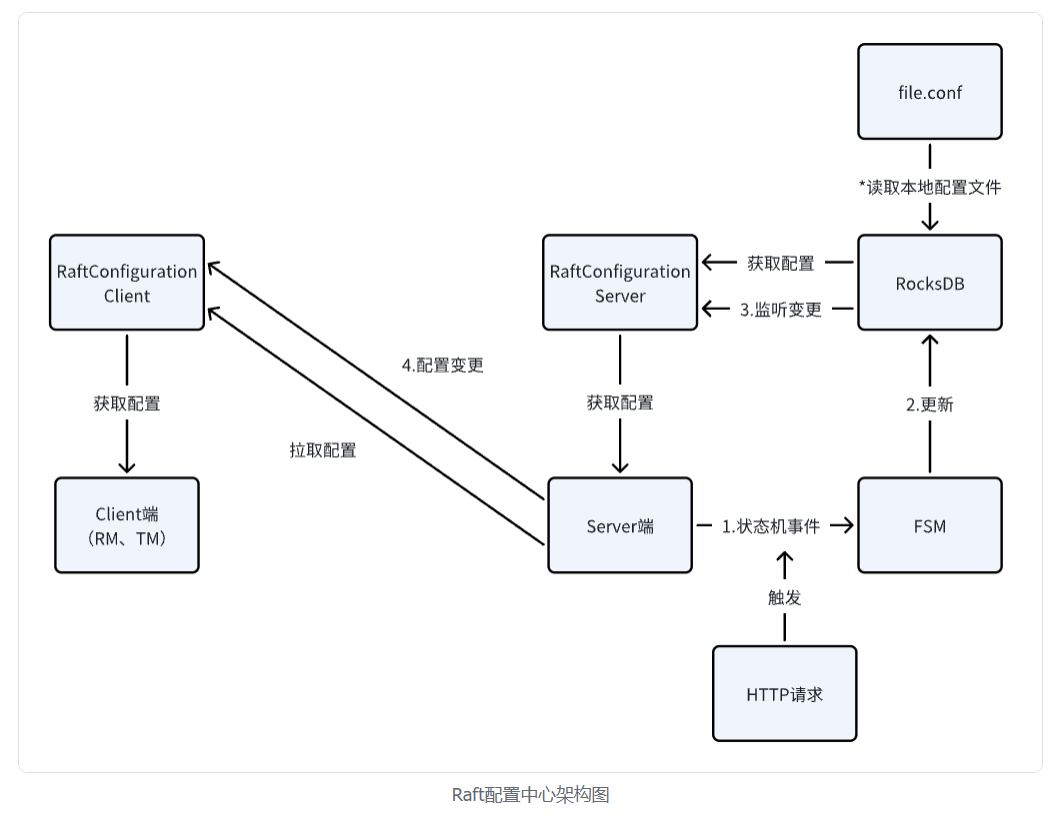 file.conf
*读取本地配置文件
RaftConfiguration
Client
RaftConfiguration
Server
获取配置
3.监听变更
RocksDB
4.配置变更
获取配置
获取配置
2.更新
拉取配置
Client端
（RM、TM）
Server端
1.状态机事件
FSM
触发
HTTP请求
Raft配置中心架构图